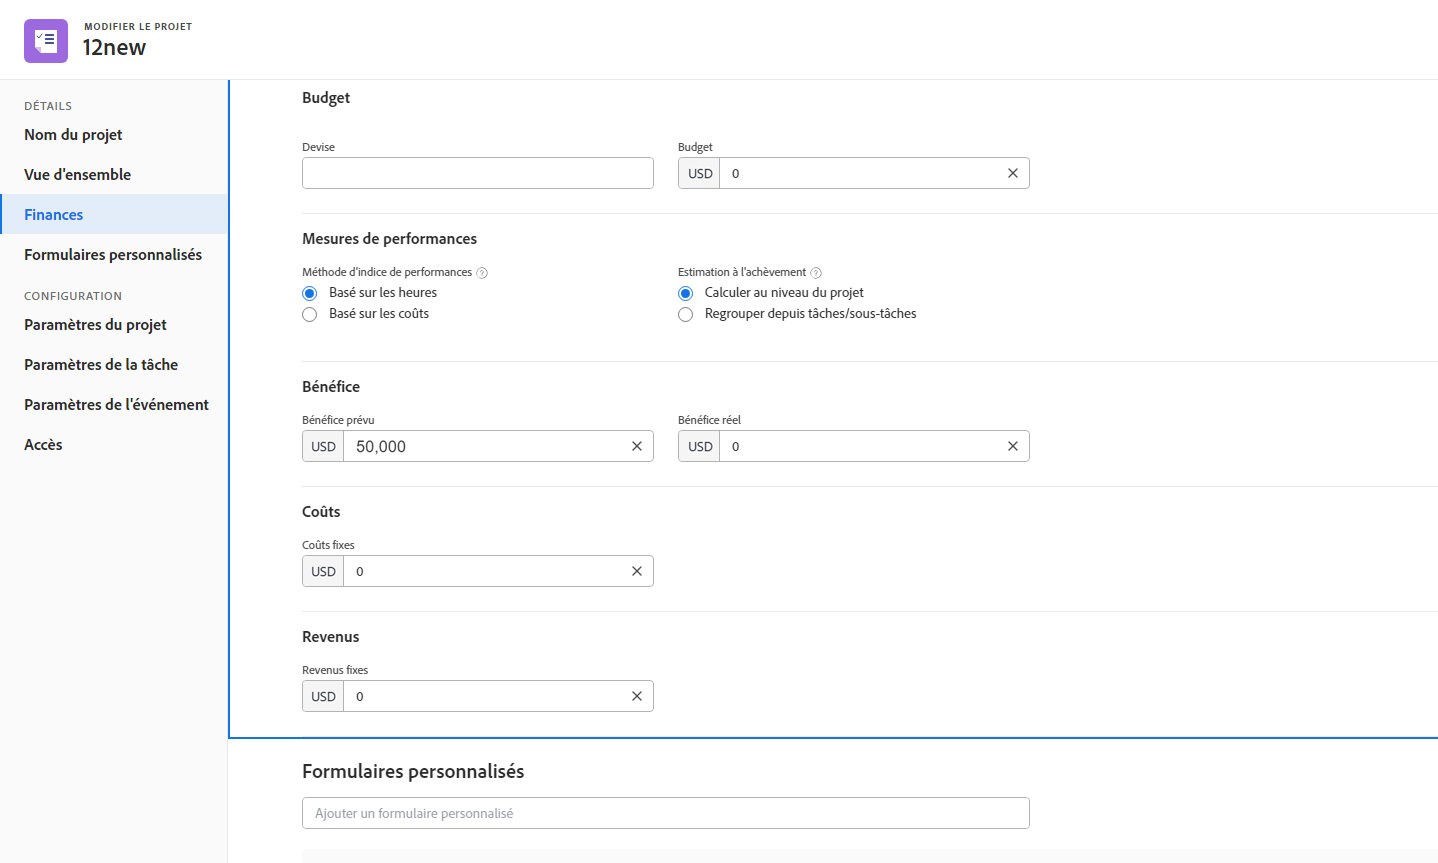 MODIFIER LE PROJET
12new
DÉTAILS
Nom du projet
Vue d'ensemble
Finances
Formulaires personnalisés
CONFIGURATION
Paramètres du projet
Paramètres de la tâche
Paramètres de l'événement
Accès
Budget
Devise
Budget
USD 0
Mesures de performances
Méthode d'indice de performances ?
Estimation à l'achèvement ?
Basé sur les heures
Calculer au niveau du projet
Basé sur les coûts
Regrouper depuis tâches/sous-tâches
Bénéfice
Bénéfice prévu
Bénéfice réel
USD 50,000
USD 0
Coûts
Coûts fixes
USD 0
Revenus
Revenus fixes
USD 0
Formulaires personnalisés
Ajouter un formulaire personnalisé